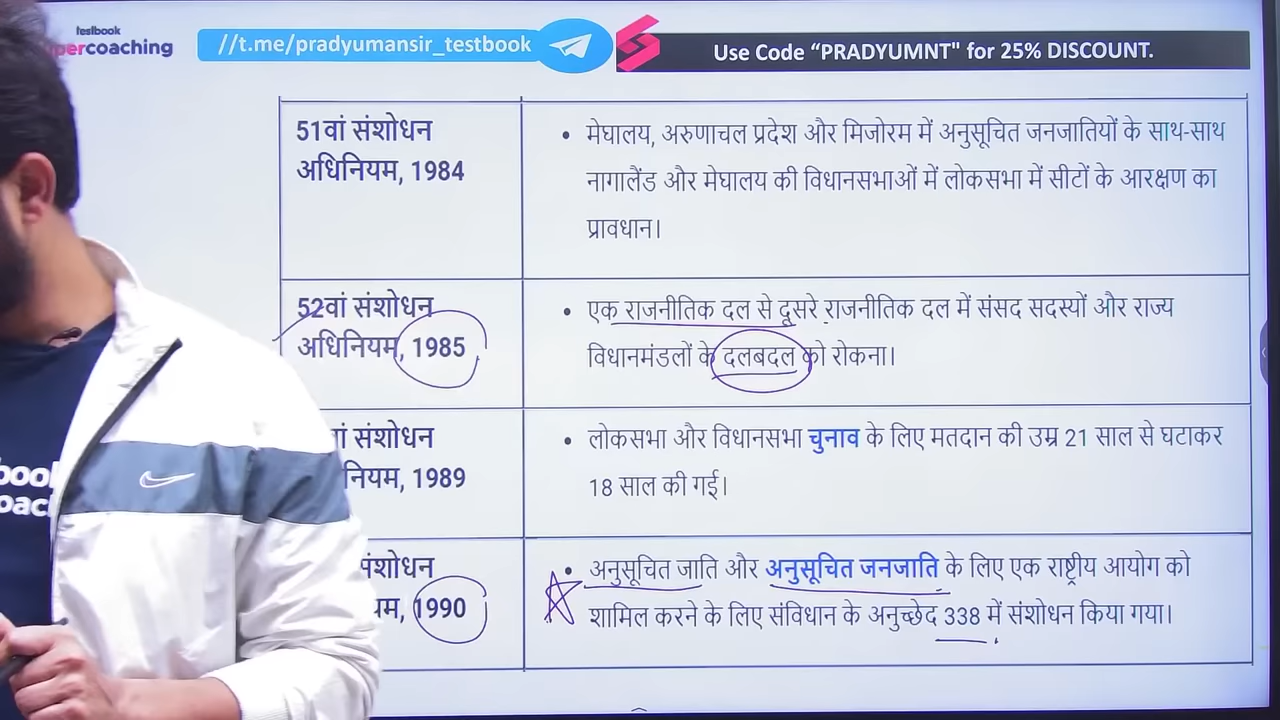 testbook
percoaching
//t.me/pradyumansir_testbook
Use Code “PRADYUMNT" for 25% DISCOUNT.
51वां संशोधन
अधिनियम, 1984
• मेघालय, अरुणाचल प्रदेश और मिजोरम में अनुसूचित जनजातियों के साथ-साथ
नागालैंड और मेघालय की विधानसभाओं में लोकसभा में सीटों के आरक्षण का
प्रावधान।
52वां संशोधन
अधिनियम, 1985
• एक राजनीतिक दल से दूसरे राजनीतिक दल में संसद सदस्यों और राज्य
विधानमंडलों के दलबदल को रोकना।
वां संशोधन
नियम, 1989
• लोकसभा और विधानसभा चुनाव के लिए मतदान की उम्र 21 साल से घटाकर
18 साल की गई।
संशोधन
यम, 1990
• अनुसूचित जाति और अनुसूचित जनजाति के लिए एक राष्ट्रीय आयोग को
शामिल करने के लिए संविधान के अनुच्छेद 338 में संशोधन किया गया।
book
oach